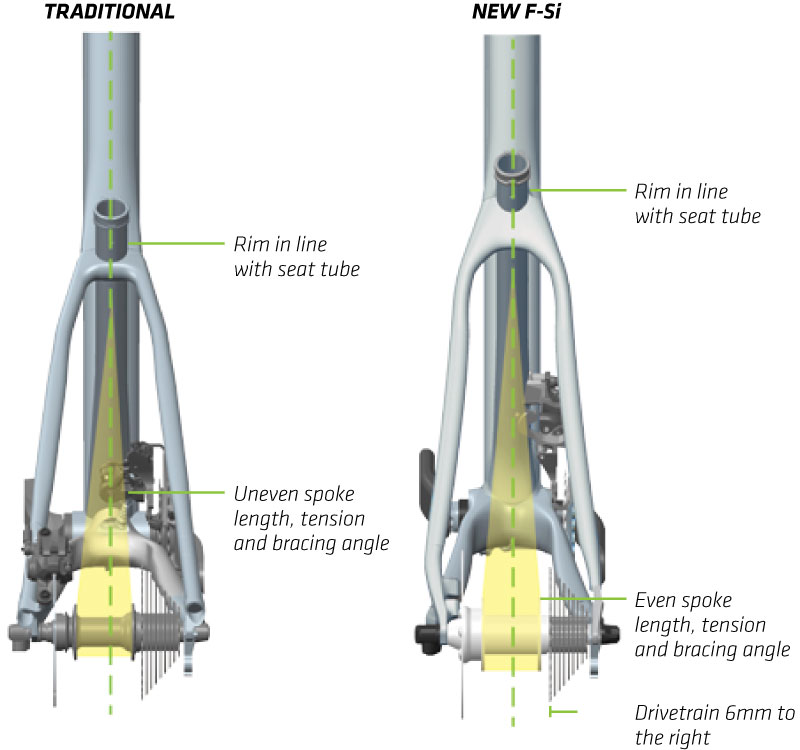 TRADITIONAL
NEW F-Si
Rim in line
with seat tube
Rim in line
with seat tube
Uneven spoke
length, tension
and bracing angle
Even spoke
length, tension
and bracing angle
Drivetrain 6mm to
the right